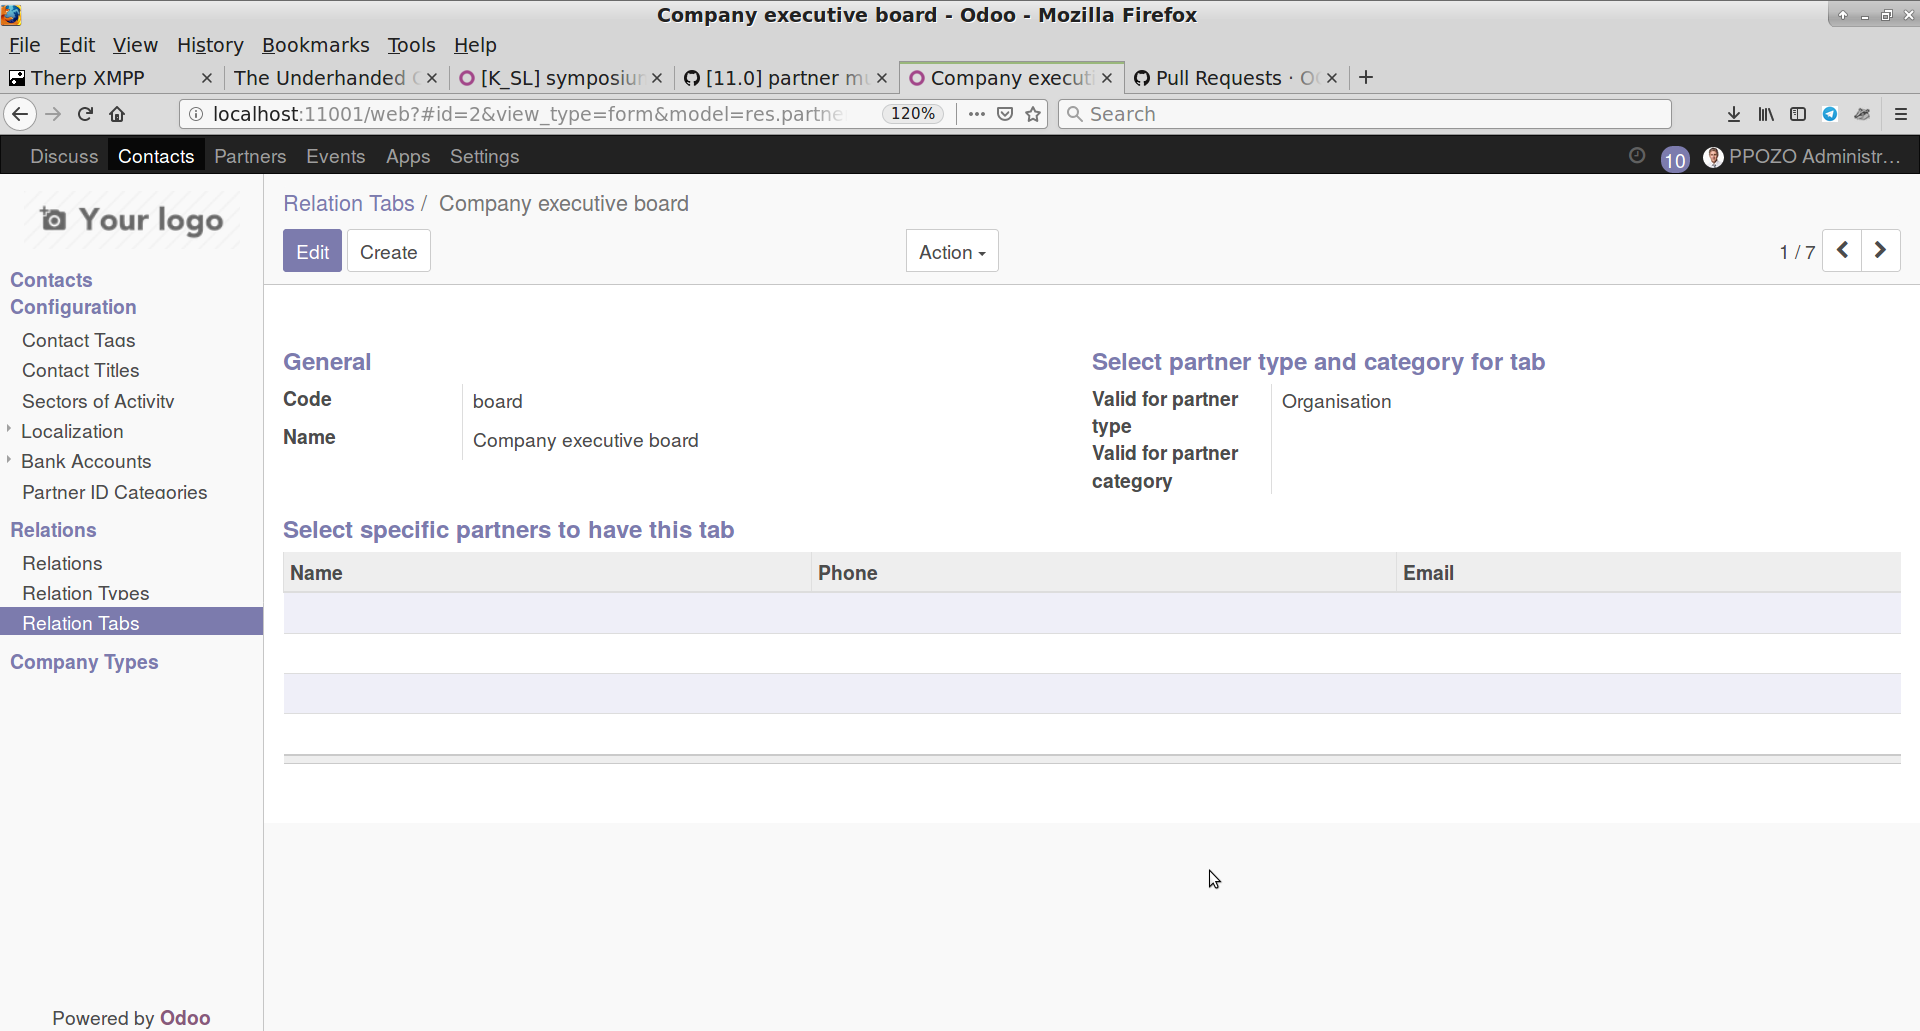 Company executive board - Odoo - Mozilla Firefox
File Edit View History Bookmarks Tools Help
Therp XMPP
The Underhanded
[K_SL] symposiu
[11.0] partner m
Company execut
Pull Requests · O
localhost:11001/web?#id=2&view_type=form&model=res.partne
120%
Search
Discuss Contacts Partners Events Apps Settings
10 PPOZO Administr...
Your logo
Relation Tabs / Company executive board
Edit Create
Action
1 / 7
Contacts
Configuration
Contact Tags
Contact Titles
Sectors of Activity
Localization
Bank Accounts
Partner ID Categories
Relations
Relations
Relation Types
Relation Tabs
Company Types
Powered by Odoo
General
Code board
Name Company executive board
Select partner type and category for tab
Valid for partner type Organisation
Valid for partner category
Select specific partners to have this tab
Name Phone Email